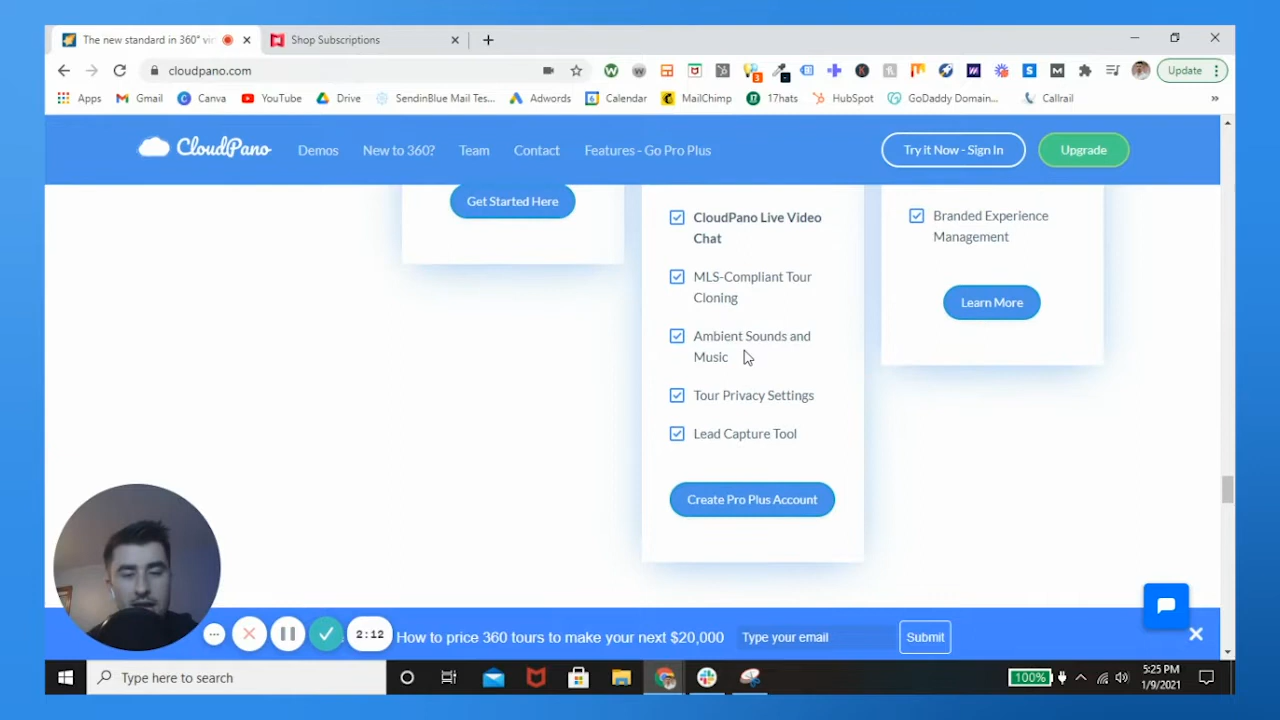 The new standard in 360° vir
Shop Subscriptions
cloudpano.com
Update
Apps
Gmail
Canva
YouTube
Drive
SendinBlue Mail Tes...
Adwords
Calendar
MailChimp
17hats
HubSpot
GoDaddy Domain...
Callrail
CloudPano
Demos
New to 360?
Team
Contact
Features - Go Pro Plus
Try it Now - Sign In
Upgrade
Get Started Here
CloudPano Live Video
Chat
MLS-Compliant Tour
Cloning
Ambient Sounds and
Music
Tour Privacy Settings
Lead Capture Tool
Create Pro Plus Account
Branded Experience
Management
Learn More
2:12
How to price 360 tours to make your next $20,000
Type your email
Submit
Type here to search
100%
5:25 PM
1/9/2021